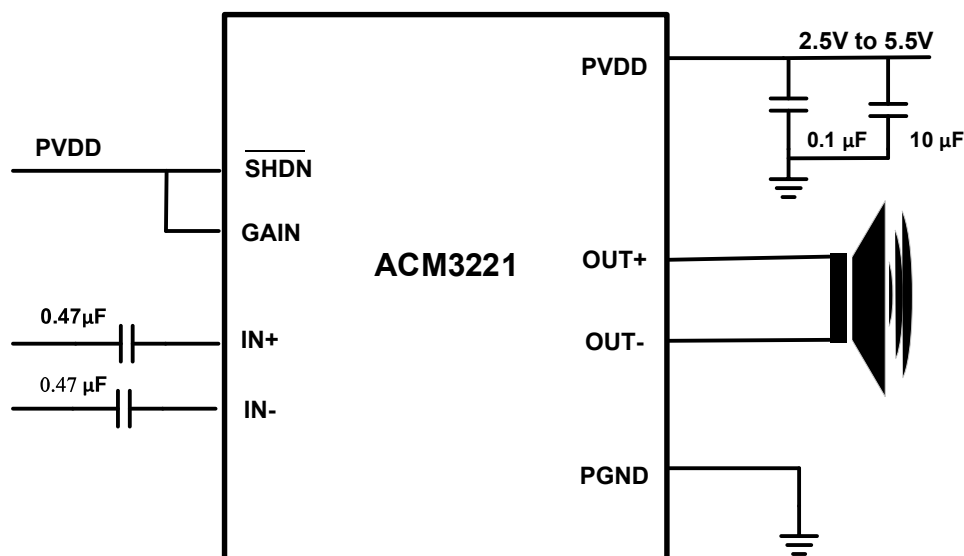 2.5V to 5.5V
PVDD
0.1 µF 10 µF
PVDD
SHDN
GAIN
ACM3221
OUT+
0.47µF
IN+
OUT-
0.47 µF
IN-
PGND